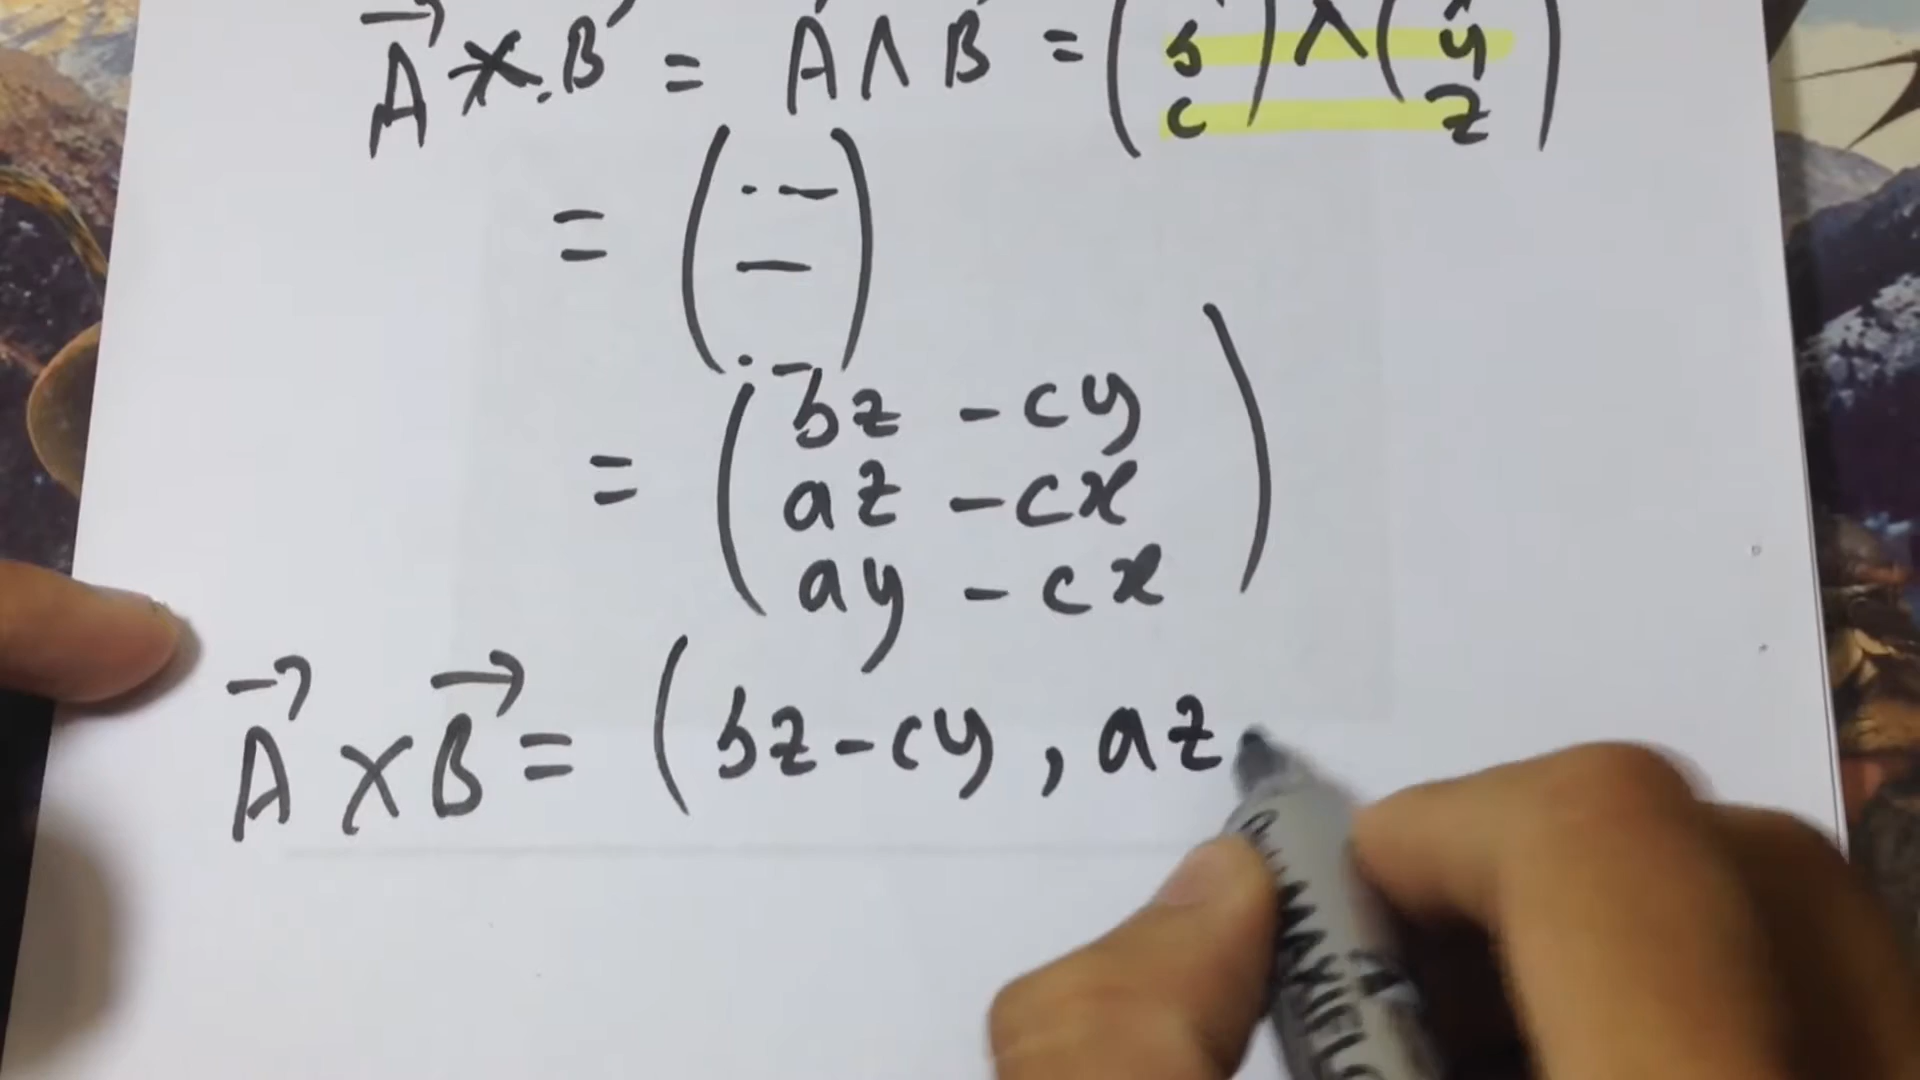 A⃗ × . B⃗ = A ∧ B = ( b ) ∧ ( y )
c z
= ( . –
–
. – )
= ( bz - cy
az - cx
ay - cx )
A⃗ × B⃗ = ( bz - cy , az